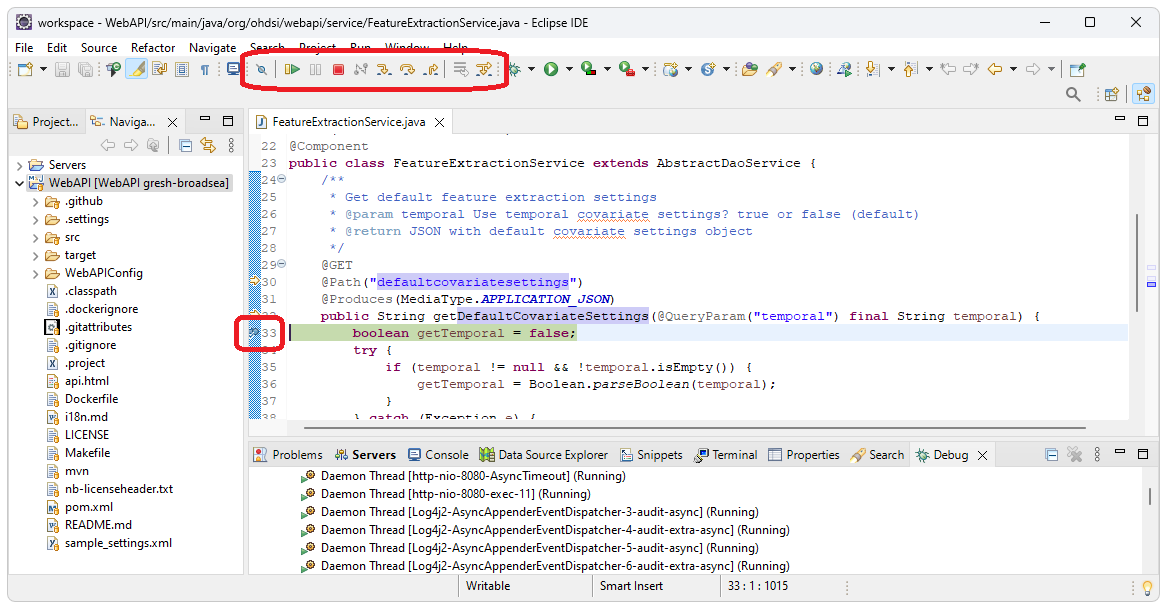 workspace - WebAPI/src/main/java/org/ohdsi/webapi/service/FeatureExtractionService.java - Eclipse IDE
File Edit Source Refactor Navigate Search Project Run Window Help
Project... Naviga...
FeatureExtractionService.java
Servers
WebAPI [WebAPI gresh-broadsea]
.github
.settings
src
target
WebAPIConfig
.classpath
.dockerignore
.gitattributes
.gitignore
.project
api.html
Dockerfile
i18n.md
LICENSE
Makefile
mvn
nb-licenseheader.txt
pom.xml
README.md
sample_settings.xml
22 @Component
23 public class FeatureExtractionService extends AbstractDaoService {
24 /**
25 * Get default feature extraction settings
26 * @param temporal Use temporal covariate settings? true or false (default)
27 * @return JSON with default covariate settings object
28 */
29 @GET
30 @Path("defaultcovariatesettings")
31 @Produces(MediaType.APPLICATION_JSON)
32 public String getDefaultCovariateSettings(@QueryParam("temporal") final String temporal) {
33 boolean getTemporal = false;
34 try {
35 if (temporal != null && !temporal.isEmpty()) {
36 getTemporal = Boolean.parseBoolean(temporal);
37 }
38 } catch (Exception e) {
Problems Servers Console Data Source Explorer Snippets Terminal Properties Search Debug
Daemon Thread [http-nio-8080-AsyncTimeout] (Running)
Daemon Thread [http-nio-8080-exec-11] (Running)
Daemon Thread [Log4j2-AsyncAppenderEventDispatcher-3-audit-async] (Running)
Daemon Thread [Log4j2-AsyncAppenderEventDispatcher-4-audit-extra-async] (Running)
Daemon Thread [Log4j2-AsyncAppenderEventDispatcher-5-audit-async] (Running)
Daemon Thread [Log4j2-AsyncAppenderEventDispatcher-6-audit-extra-async] (Running)
Writable Smart Insert 33 : 1 : 1015